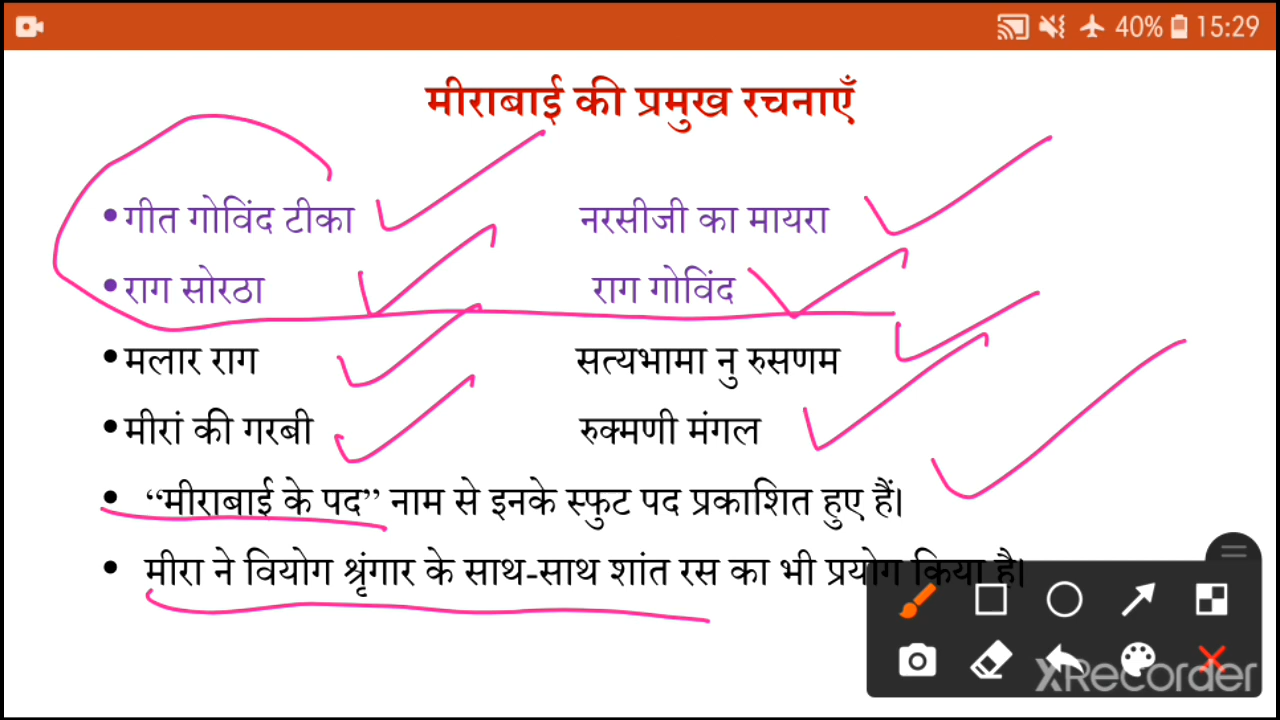 40% 15:29
मीराबाई की प्रमुख रचनाएँ
•गीत गोविंद टीका नरसीजी का मायरा
•राग सोरठा राग गोविंद
•मलार राग सत्यभामा नु रुसणम
•मीरां की गरबी रुक्मणी मंगल
• “मीराबाई के पद” नाम से इनके स्फुट पद प्रकाशित हुए हैं।
• मीरा ने वियोग श्रृंगार के साथ-साथ शांत रस का भी प्रयोग किया है।
XRecorder